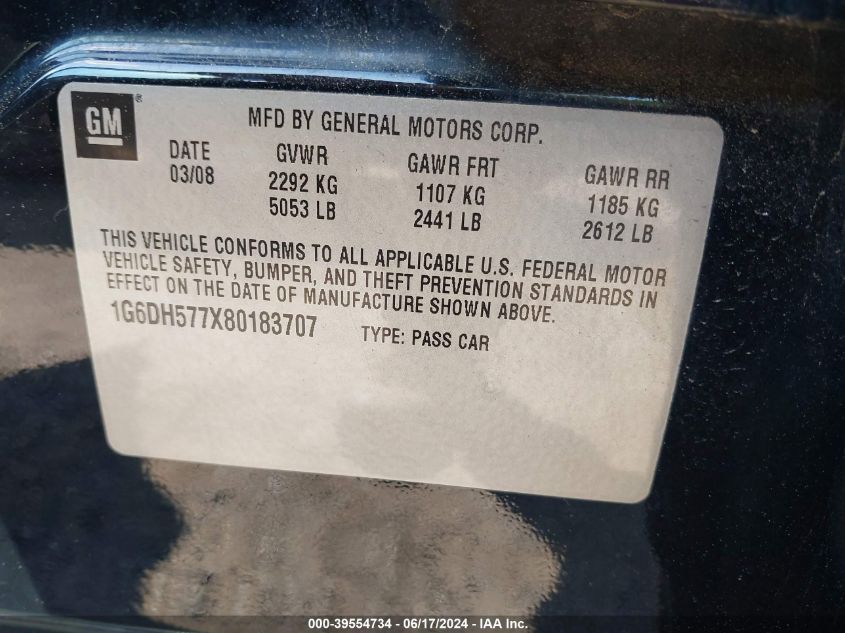 GM®
MFD BY GENERAL MOTORS CORP.
DATE GVWR GAWR FRT GAWR RR
03/08 2292 KG 1107 KG 1185 KG
5053 LB 2441 LB 2612 LB
THIS VEHICLE CONFORMS TO ALL APPLICABLE U.S. FEDERAL MOTOR
VEHICLE SAFETY, BUMPER, AND THEFT PREVENTION STANDARDS IN
EFFECT ON THE DATE OF MANUFACTURE SHOWN ABOVE.
1G6DH577X80183707 TYPE: PASS CAR
000-39554734 - 06/17/2024 - IAA Inc.